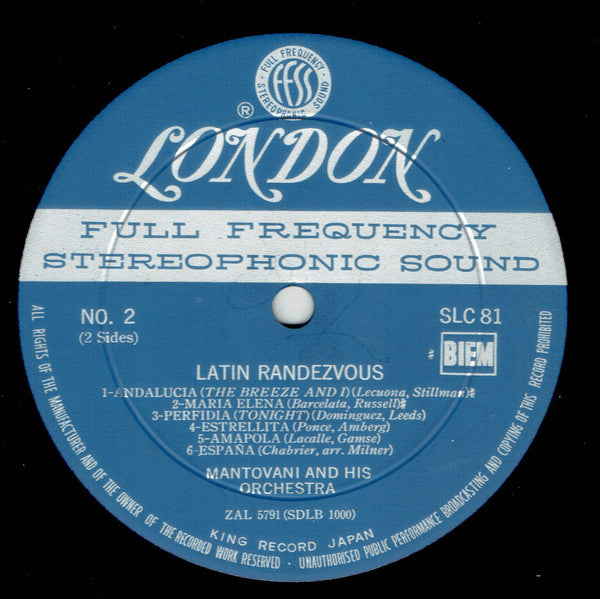 FULL FREQUENCY
ffss
STEREOPHONIC SOUND
®
LONDON
FULL FREQUENCY
STEREOPHONIC SOUND
NO. 2
(2 Sides)
SLC 81
BIEM
LATIN RANDEZVOUS
1-ANDALUCIA (THE BREEZE AND I) (Lecuona, Stillman)
2-MARIA ELENA (Barcelata, Russell)
3-PERFIDIA (TONIGHT) (Dominguez, Leeds)
4-ESTRELLITA (Ponce, Amberg)
5-AMAPOLA (Lacalle, Gamse)
6-ESPAÑA (Chabrier, arr. Milner)
MANTOVANI AND HIS
ORCHESTRA
ZAL 5791 (SDLB 1000)
KING RECORD JAPAN
ALL RIGHTS OF THE MANUFACTURER AND OF THE OWNER OF THE RECORDED WORK RESERVED · UNAUTHORISED PUBLIC PERFORMANCE BROADCASTING AND COPYING OF THIS RECORD PROHIBITED